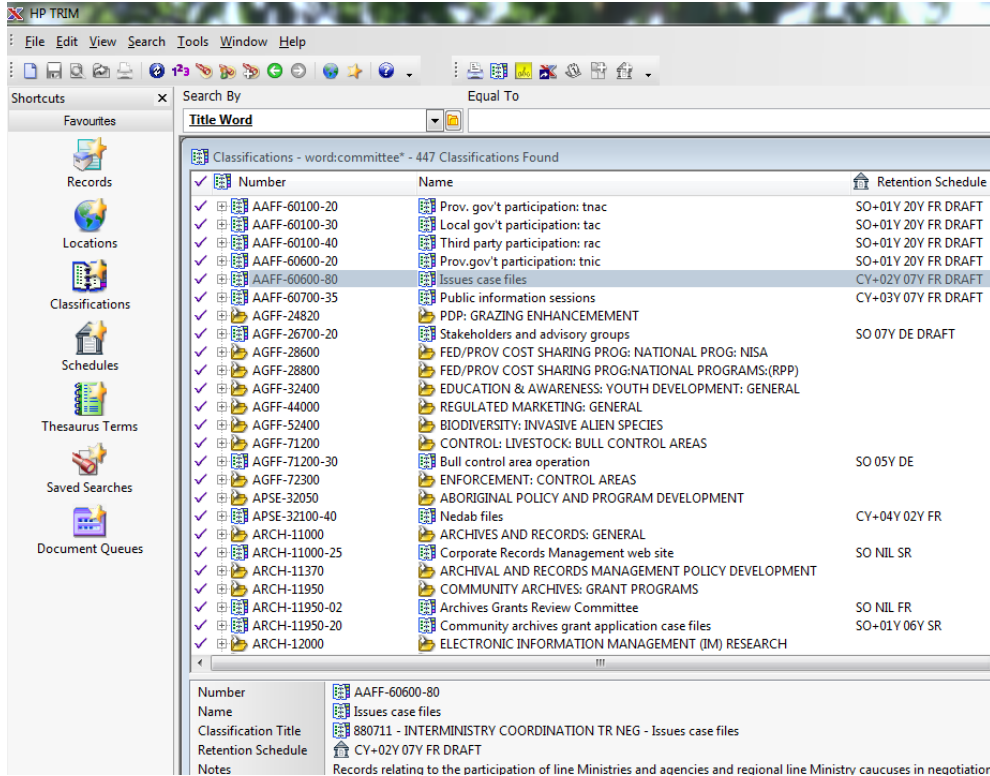 HP TRIM
File Edit View Search Tools Window Help
Shortcuts x
Favourites
Records
Locations
Classifications
Schedules
Thesaurus Terms
Saved Searches
Document Queues
Search By Equal To
Title Word
Classifications - word:committee* - 447 Classifications Found
Number Name Retention Schedule
AAFF-60100-20 Prov. gov't participation: tnac SO+01Y 20Y FR DRAFT
AAFF-60100-30 Local gov't participation: tac SO+01Y 20Y FR DRAFT
AAFF-60100-40 Third party participation: rac SO+01Y 20Y FR DRAFT
AAFF-60600-20 Prov.gov't participation: tnic SO+01Y 20Y FR DRAFT
AAFF-60600-80 Issues case files CY+02Y 07Y FR DRAFT
AAFF-60700-35 Public information sessions CY+03Y 07Y FR DRAFT
AGFF-24820 PDP: GRAZING ENHANCEMEMENT
AGFF-26700-20 Stakeholders and advisory groups SO 07Y DE DRAFT
AGFF-28600 FED/PROV COST SHARING PROG: NATIONAL PROG: NISA
AGFF-28800 FED/PROV COST SHARING PROG:NATIONAL PROGRAMS:(RPP)
AGFF-32400 EDUCATION & AWARENESS: YOUTH DEVELOPMENT: GENERAL
AGFF-44000 REGULATED MARKETING: GENERAL
AGFF-52400 BIODIVERSITY: INVASIVE ALIEN SPECIES
AGFF-71200 CONTROL: LIVESTOCK: BULL CONTROL AREAS
AGFF-71200-30 Bull control area operation SO 05Y DE
AGFF-72300 ENFORCEMENT: CONTROL AREAS
APSE-32050 ABORIGINAL POLICY AND PROGRAM DEVELOPMENT
APSE-32100-40 Nedab files CY+04Y 02Y FR
ARCH-11000 ARCHIVES AND RECORDS: GENERAL
ARCH-11000-25 Corporate Records Management web site SO NIL SR
ARCH-11370 ARCHIVAL AND RECORDS MANAGEMENT POLICY DEVELOPMENT
ARCH-11950 COMMUNITY ARCHIVES: GRANT PROGRAMS
ARCH-11950-02 Archives Grants Review Committee SO NIL FR
ARCH-11950-20 Community archives grant application case files SO+01Y 06Y SR
ARCH-12000 ELECTRONIC INFORMATION MANAGEMENT (IM) RESEARCH
Number AAFF-60600-80
Name Issues case files
Classification Title 880711 - INTERMINISTRY COORDINATION TR NEG - Issues case files
Retention Schedule CY+02Y 07Y FR DRAFT
Notes Records relating to the participation of line Ministries and agencies and regional line Ministry caucuses in negotiation